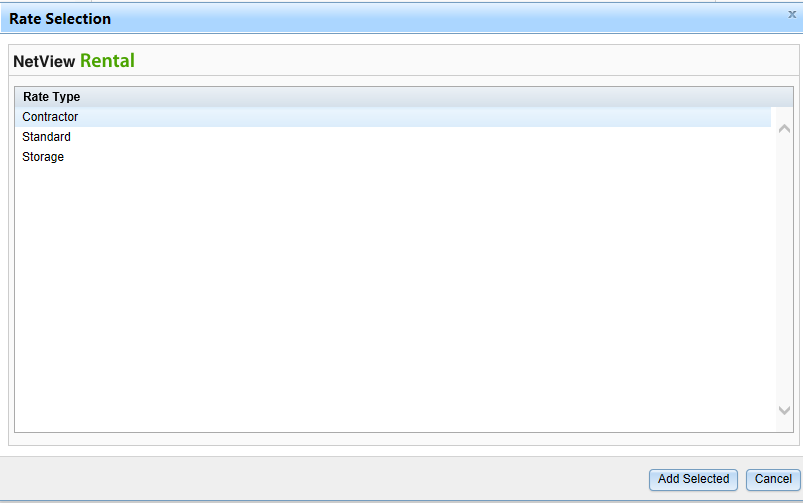 Rate Selection
x
NetView Rental
Rate Type
Contractor
Standard
Storage
Add Selected Cancel